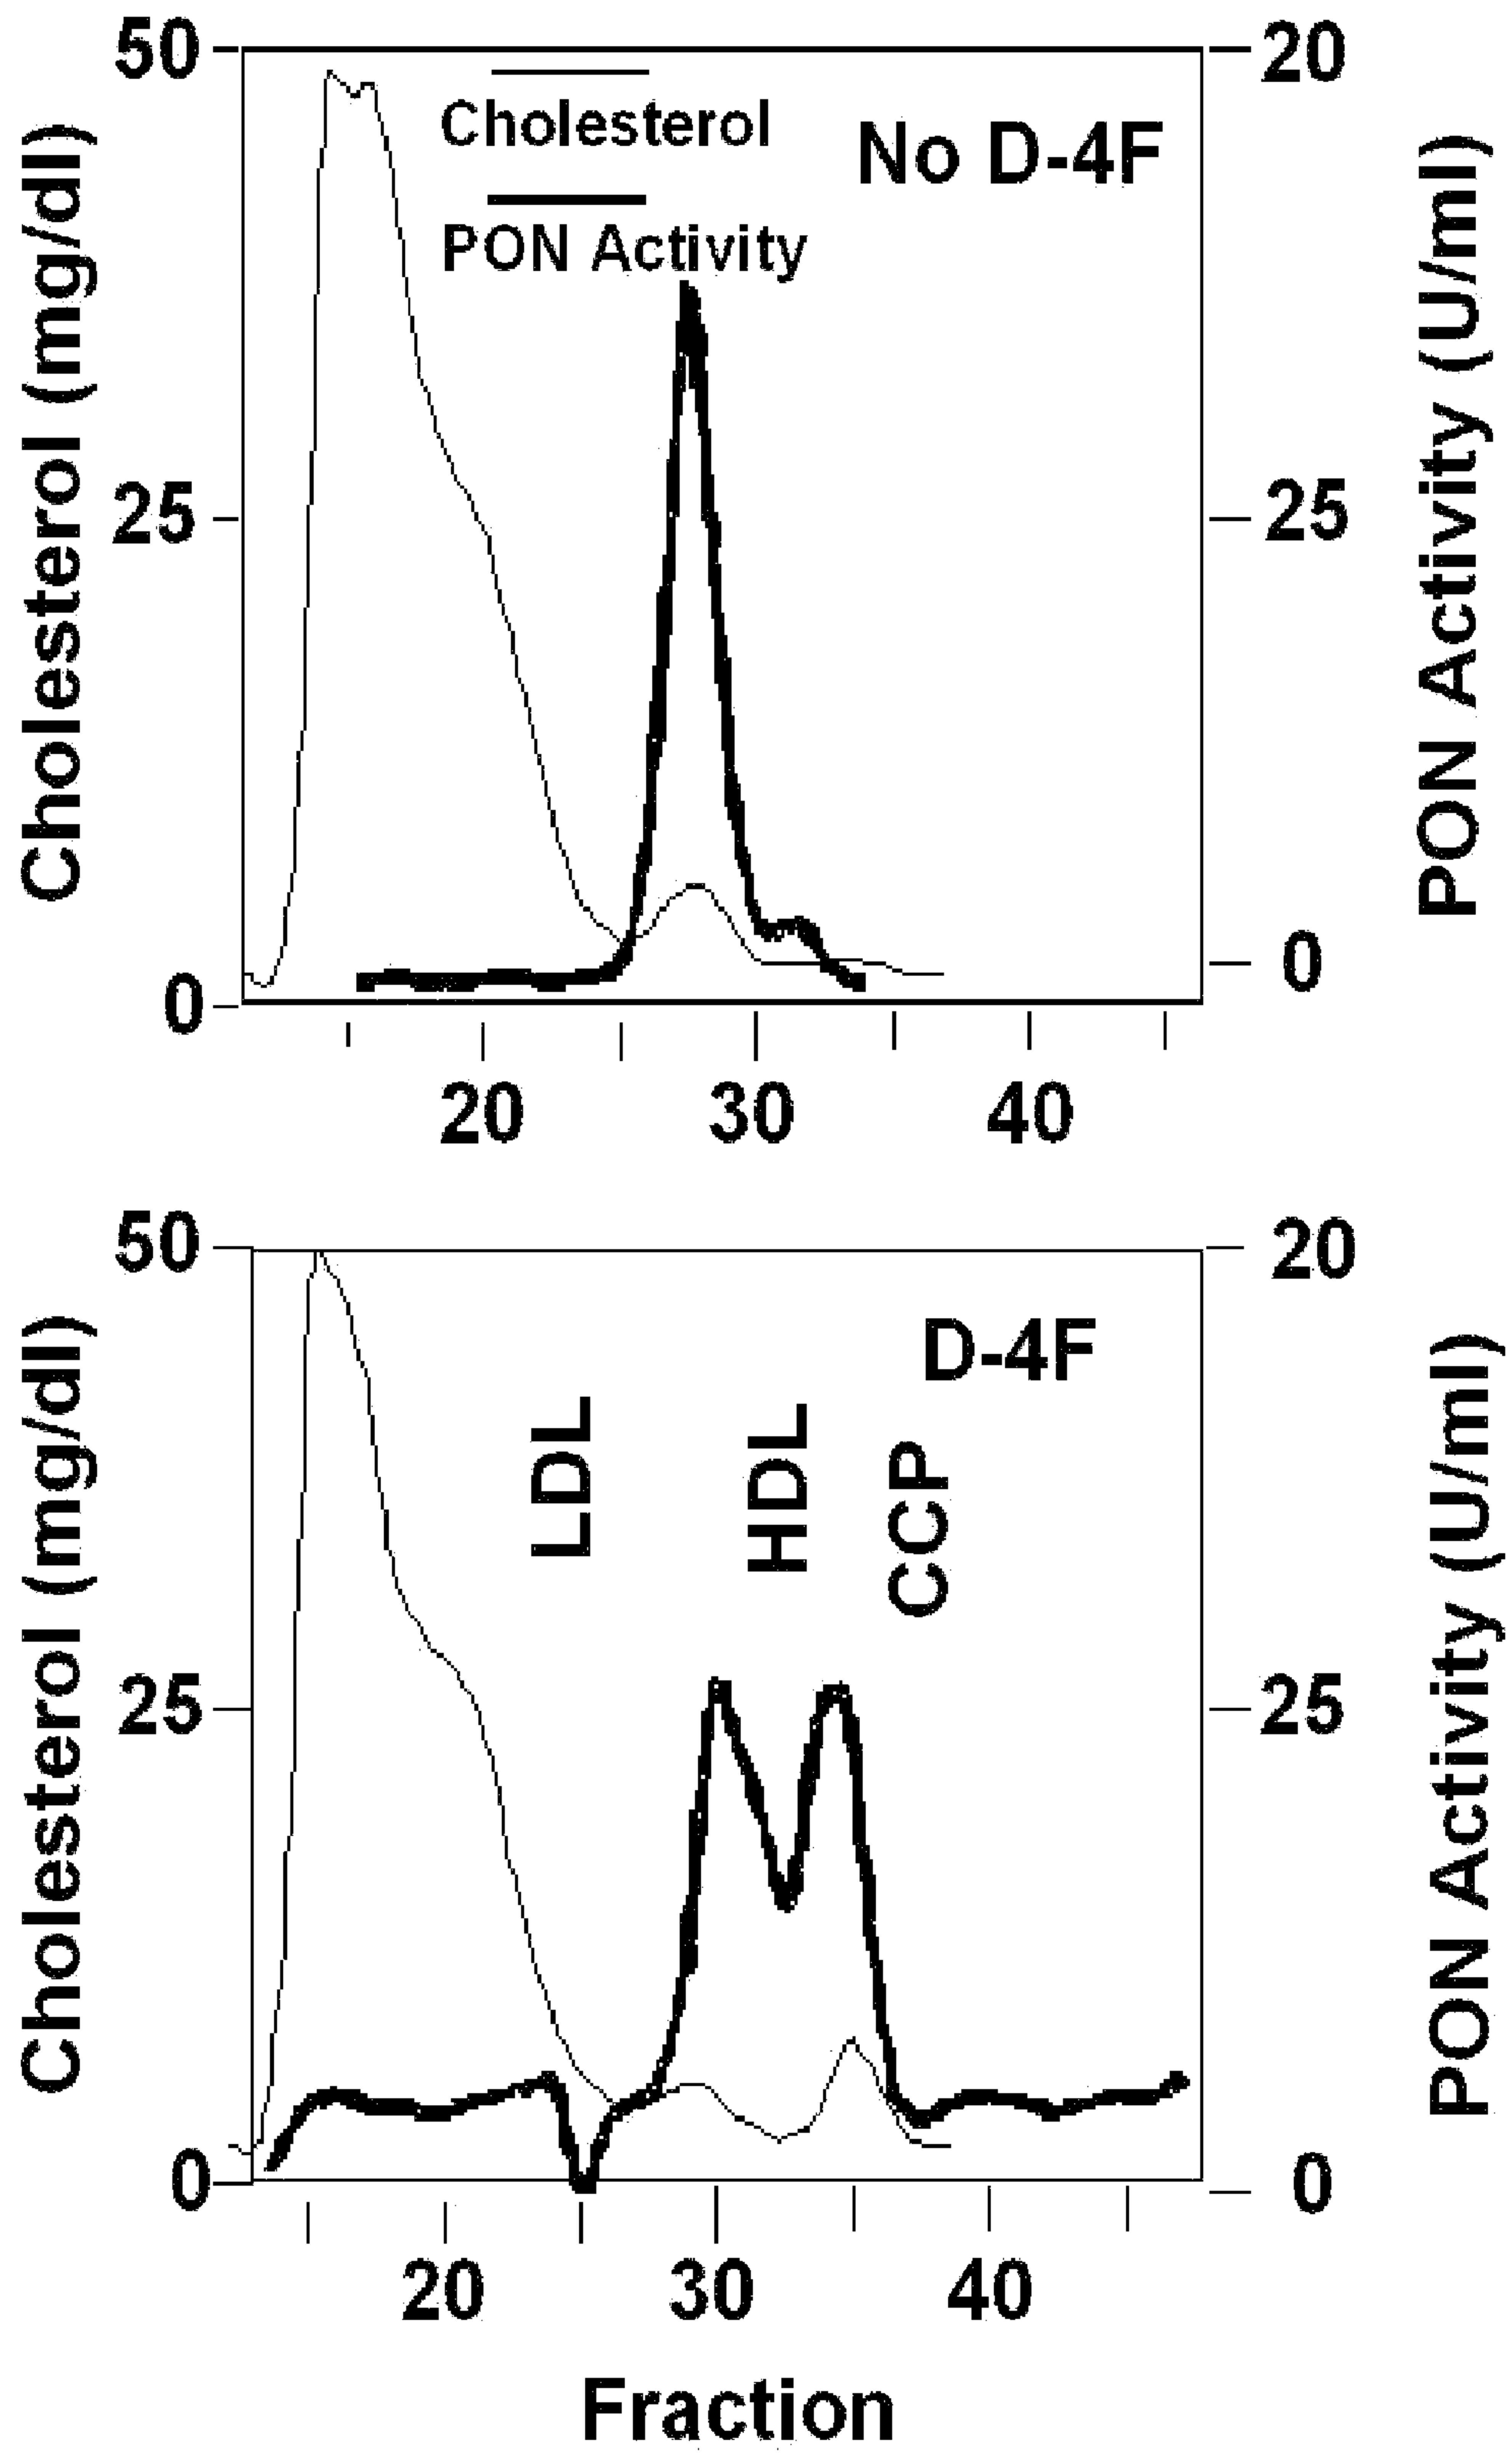 50
20
Cholesterol
No D-4F
PON Activity
Cholesterol (mg/dl)
PON Activity (U/ml)
25
25
0
0
20 30 40
50
20
D-4F
LDL
HDL
CCP
Cholesterol (mg/dl)
PON Activity (U/ml)
25
25
0
0
20 30 40
Fraction